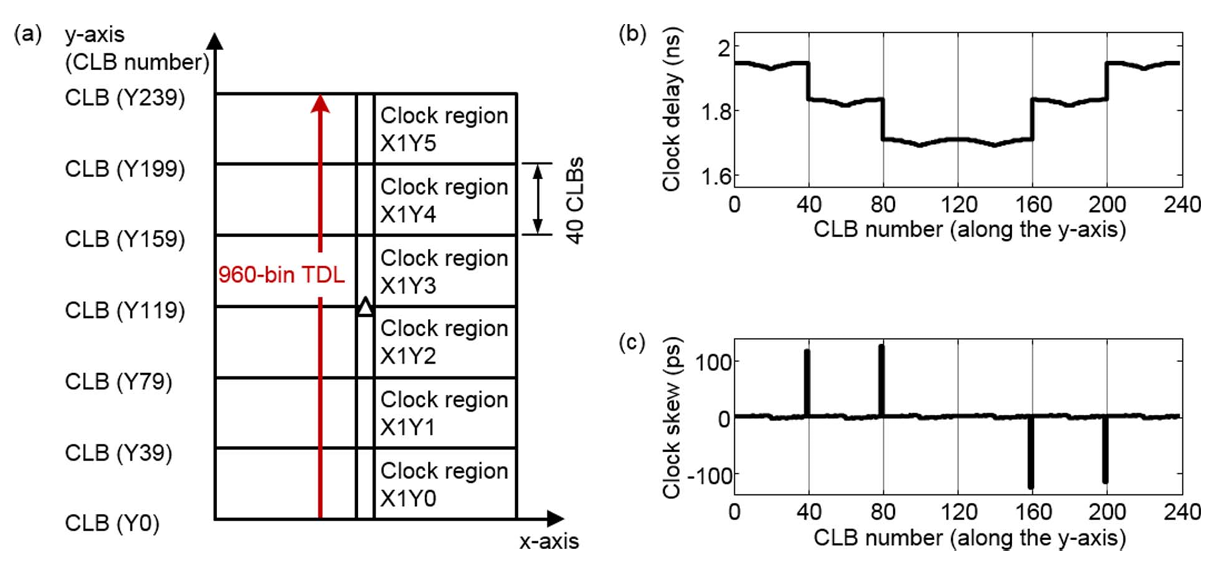 (a)
y-axis
(CLB number)
CLB (Y239)
CLB (Y199)
CLB (Y159)
CLB (Y119)
CLB (Y79)
CLB (Y39)
CLB (Y0)
960-bin TDL
Clock region
X1Y5
Clock region
X1Y4
Clock region
X1Y3
Clock region
X1Y2
Clock region
X1Y1
Clock region
X1Y0
40 CLBs
x-axis
(b)
Clock delay (ns)
2
1.8
1.6
0 40 80 120 160 200 240
CLB number (along the y-axis)
(c)
Clock skew (ps)
100
0
-100
0 40 80 120 160 200 240
CLB number (along the y-axis)